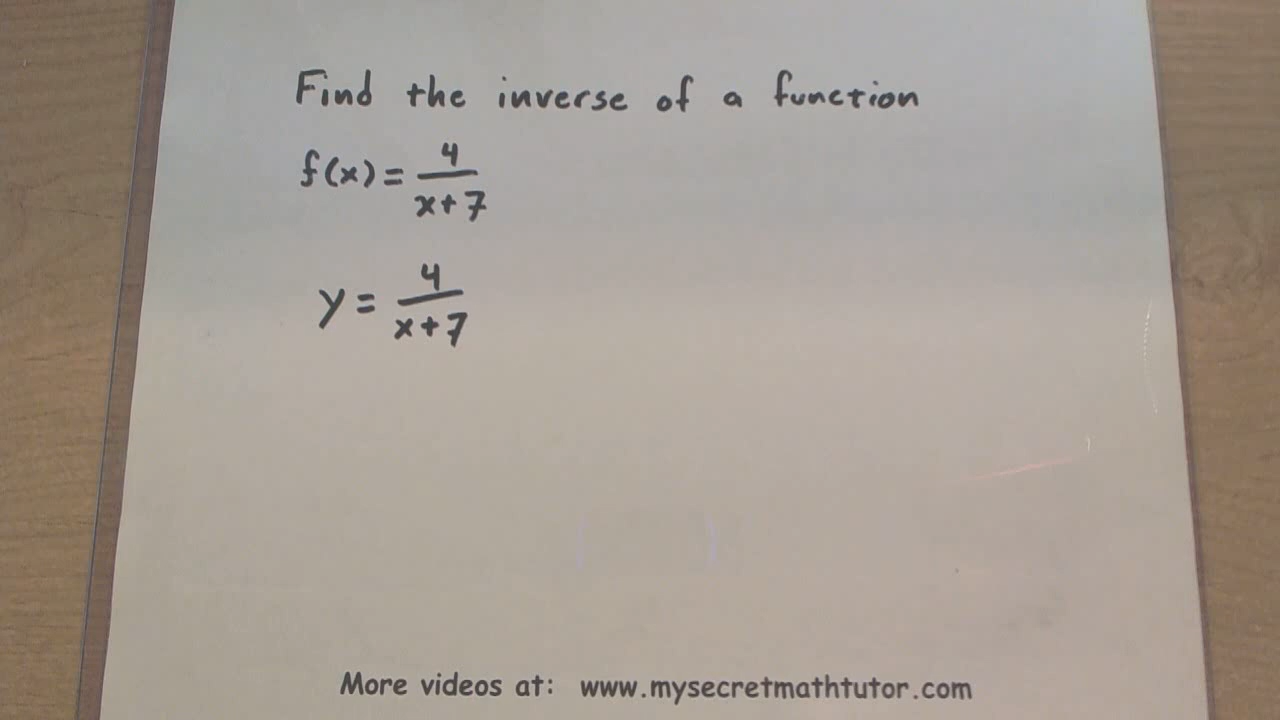 Find the inverse of a function
f(x) = 4/(x+7)
y = 4/(x+7)
More videos at: www.mysecretmathtutor.com